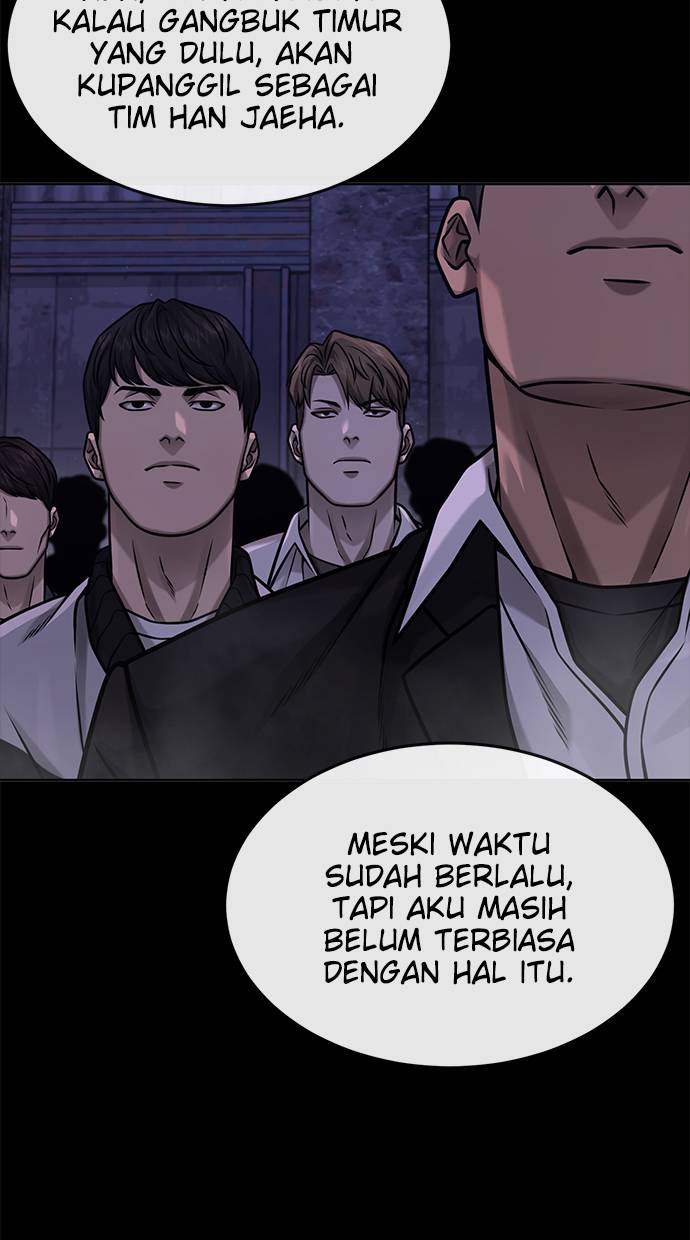 KALAU GANGBUK TIMUR
YANG DULU, AKAN
KUPANGGIL SEBAGAI
TIM HAN JAEHA.
MESKI WAKTU
SUDAH BERLALU,
TAPI AKU MASIH
BELUM TERBIASA
DENGAN HAL ITU.